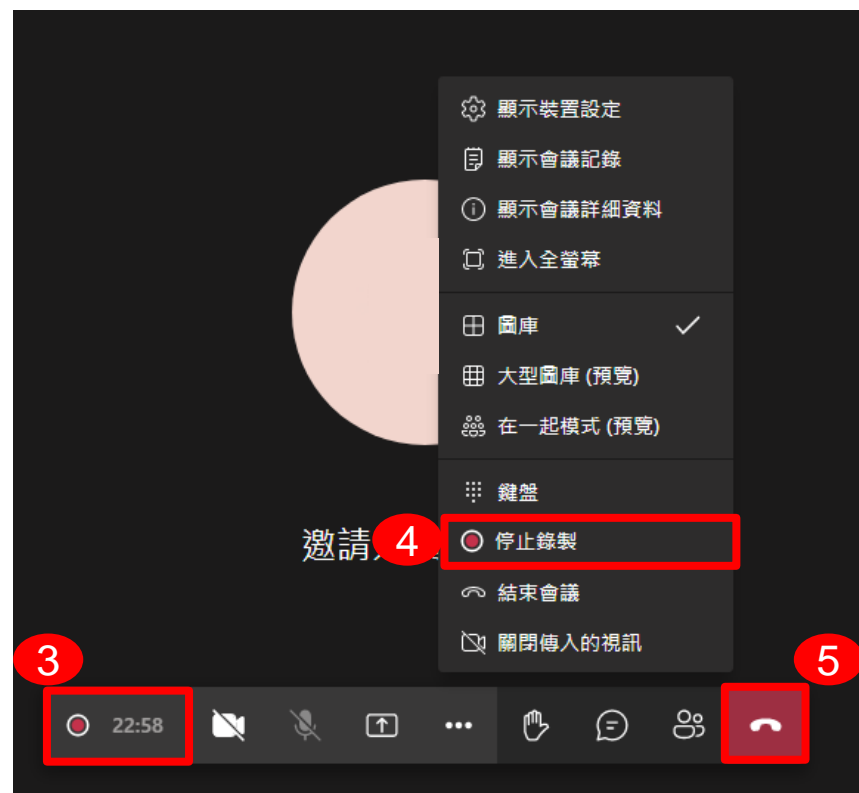 顯示裝置設定
顯示會議記錄
顯示會議詳細資料
進入全螢幕
圖庫
大型圖庫 (預覽)
在一起模式 (預覽)
鍵盤
邀請
4
停止錄製
結束會議
3
關閉傳入的視訊
5
22:58